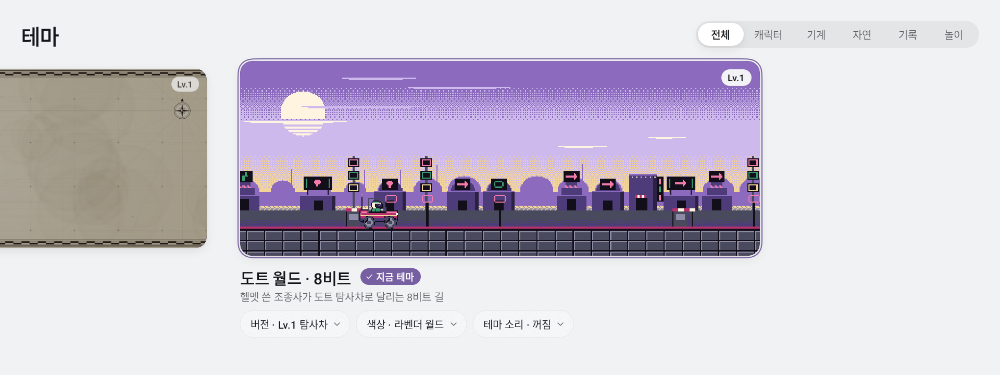 테마
전체 캐릭터 기계 자연 기록 놀이
Lv.1
Lv.1
도트 월드 · 8비트 지금 테마
헬멧 쓴 조종사가 도트 탐사차로 달리는 8비트 길
버전 · Lv.1 탐사차 색상 · 라벤더 월드 테마 소리 · 꺼짐